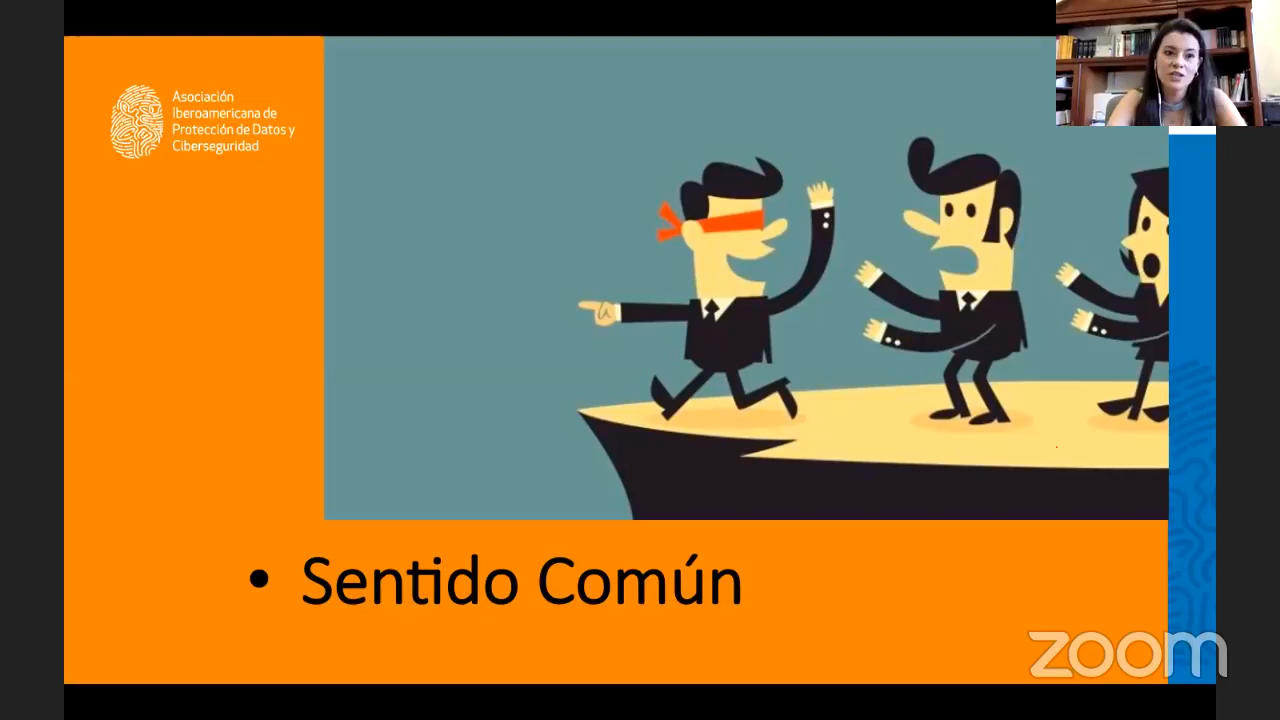 Asociación
Iberoamericana de
Protección de Datos y
Ciberseguridad
• Sentido Común
zoom